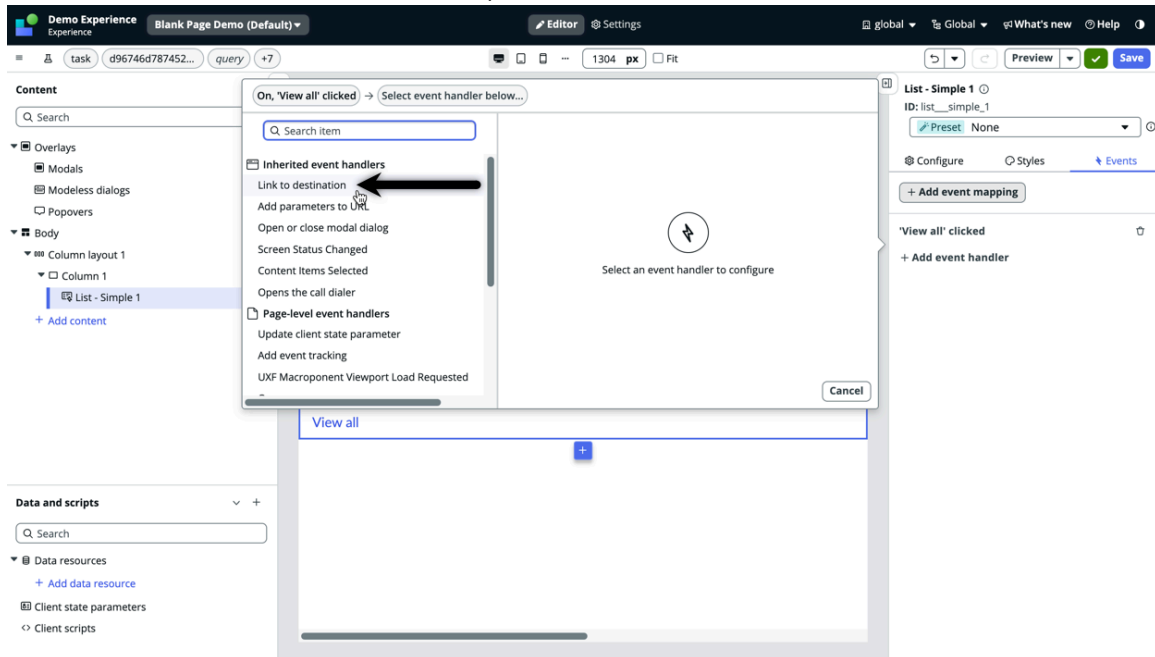 Demo Experience
Experience
Blank Page Demo (Default)
Editor
Settings
global
Global
What's new
Help
task
d96746d787452...
query
+7
1304 px
Fit
Preview
Save
Content
Search
Overlays
Modals
Modeless dialogs
Popovers
Body
Column layout 1
Column 1
List - Simple 1
+ Add content
On, 'View all' clicked → Select event handler below...
Search item
Inherited event handlers
Link to destination
Add parameters to URL
Open or close modal dialog
Screen Status Changed
Content Items Selected
Opens the call dialer
Page-level event handlers
Update client state parameter
Add event tracking
UXF Macroponent Viewport Load Requested
Select an event handler to configure
Cancel
View all
+
List - Simple 1
ID: list__simple_1
Preset None
Configure
Styles
Events
+ Add event mapping
'View all' clicked
+ Add event handler
Data and scripts
Search
Data resources
+ Add data resource
Client state parameters
Client scripts